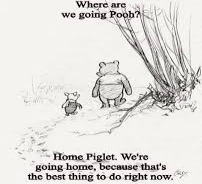 Where are
we going Pooh?
Home Piglet. We're
going home, because that's
the best thing to do right now.